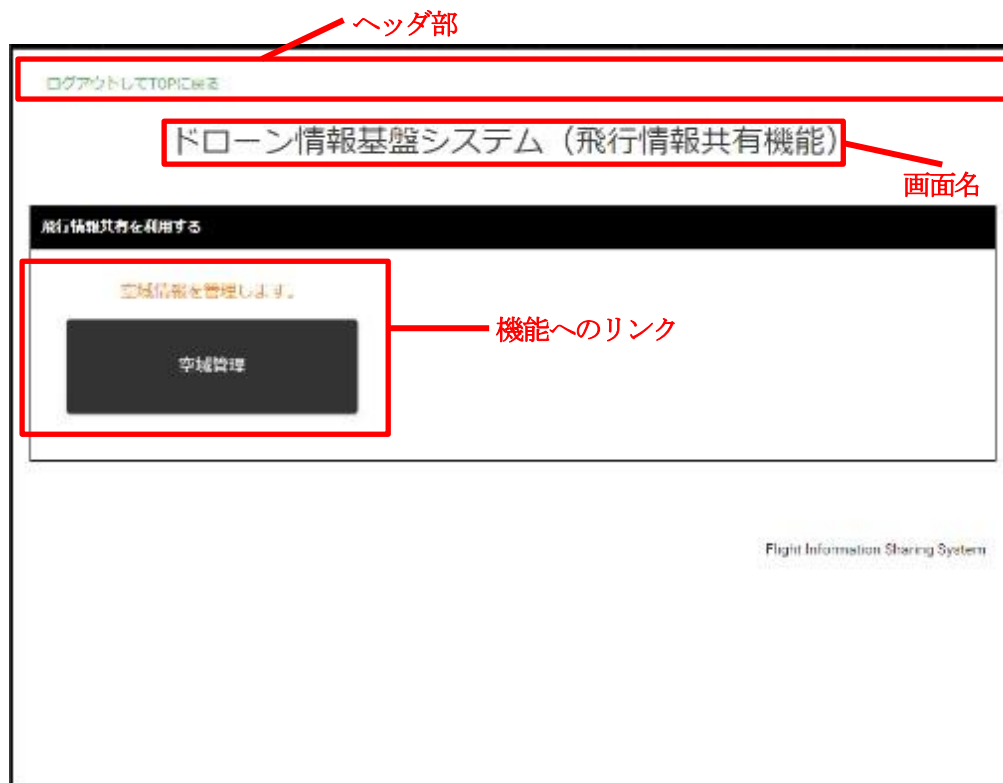 ヘッダ部
ログアウトしてTOPに戻る
ドローン情報基盤システム（飛行情報共有機能）
画面名
飛行情報共有を利用する
空域情報を管理します。
機能へのリンク
空域管理
Flight Information Sharing System